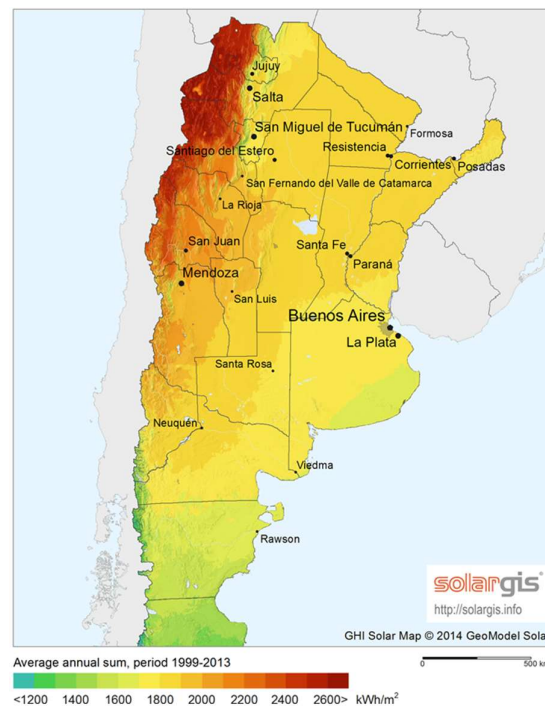 Jujuy
Salta
San Miguel de Tucumán
Formosa
Resistencia
Santiago del Estero
Corrientes
Posadas
San Fernando del Valle de Catamarca
La Rioja
San Juan
Santa Fe
Paraná
Mendoza
San Luis
Buenos Aires
La Plata
Santa Rosa
Neuquén
Viedma
Rawson
solargis
http://solargis.info
GHI Solar Map © 2014 GeoModel Sola
Average annual sum, period 1999-2013
0 500 km
<1200 1400 1600 1800 2000 2200 2400 2600> kWh/m²